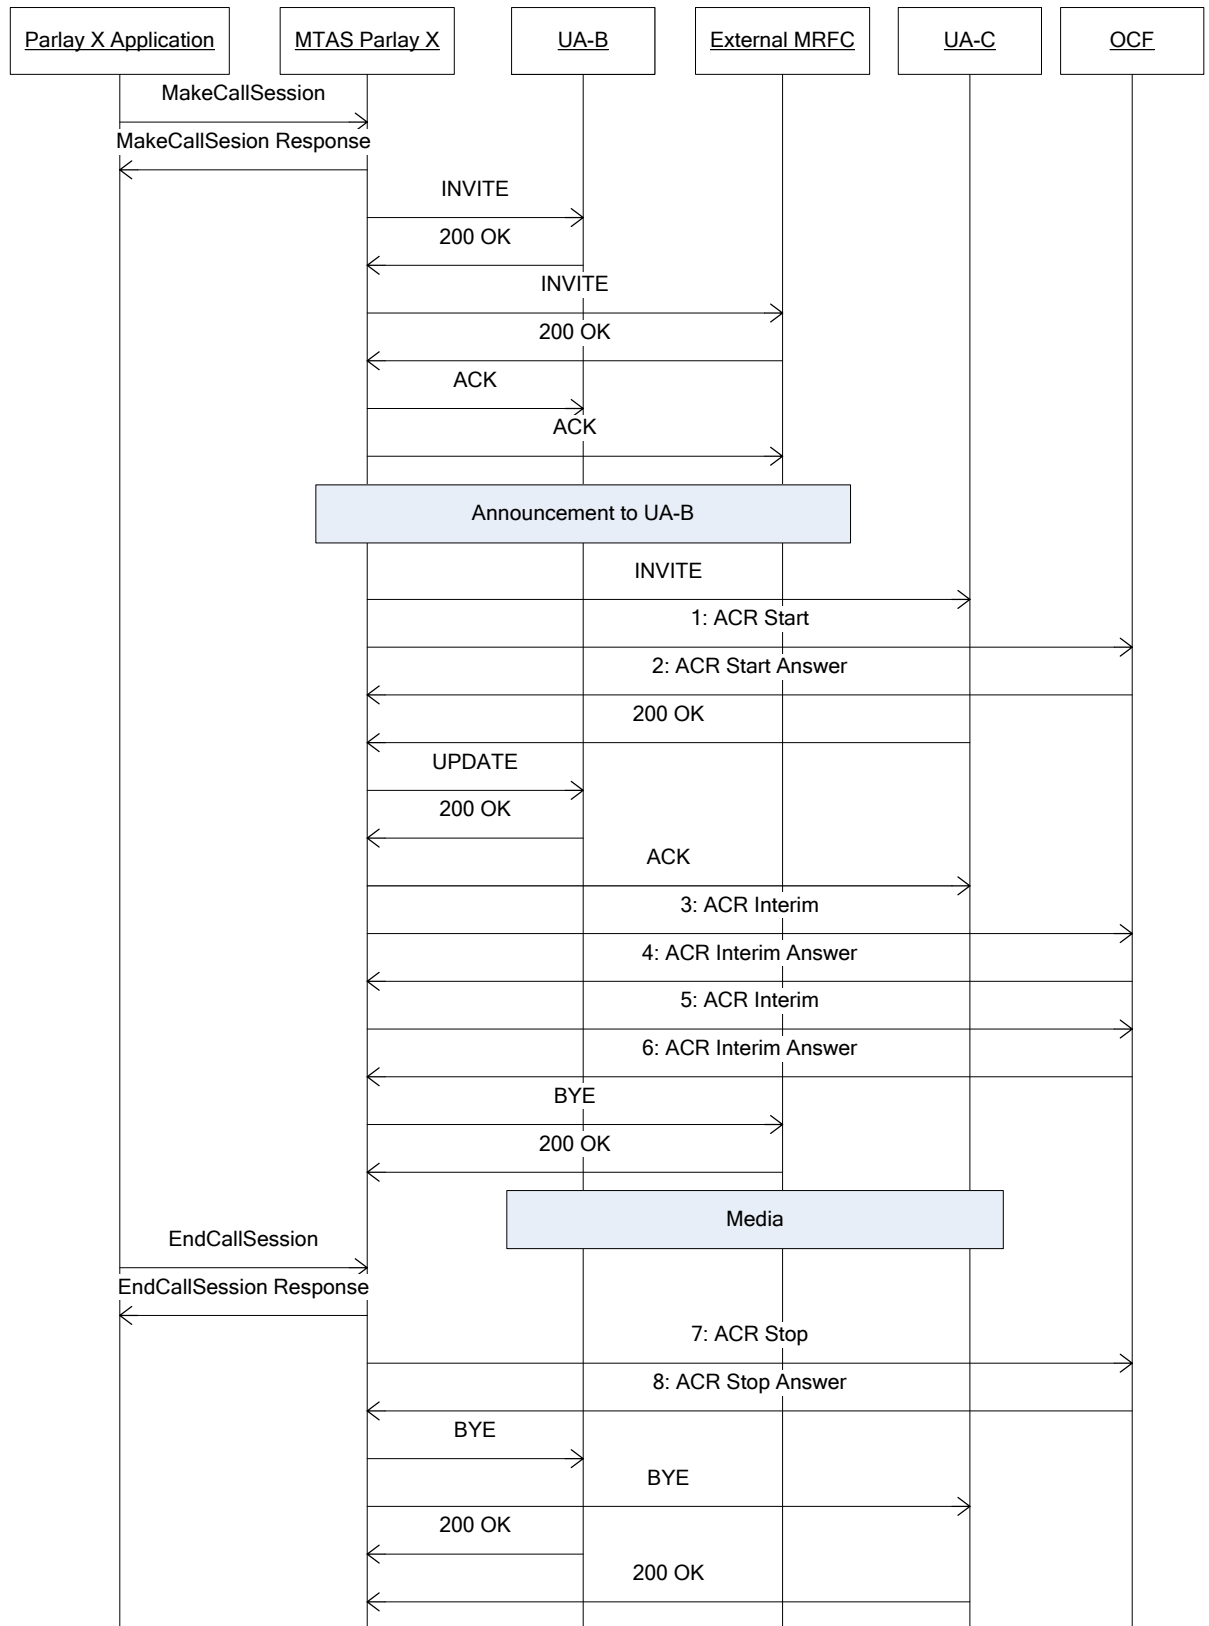 Parlay X Application
MTAS Parlay X
UA-B
External MRFC
UA-C
OCF
MakeCallSession
MakeCallSesion Response
INVITE
200 OK
INVITE
200 OK
ACK
ACK
Announcement to UA-B
INVITE
1: ACR Start
2: ACR Start Answer
200 OK
UPDATE
200 OK
ACK
3: ACR Interim
4: ACR Interim Answer
5: ACR Interim
6: ACR Interim Answer
BYE
200 OK
Media
EndCallSession
EndCallSession Response
7: ACR Stop
8: ACR Stop Answer
BYE
BYE
200 OK
200 OK